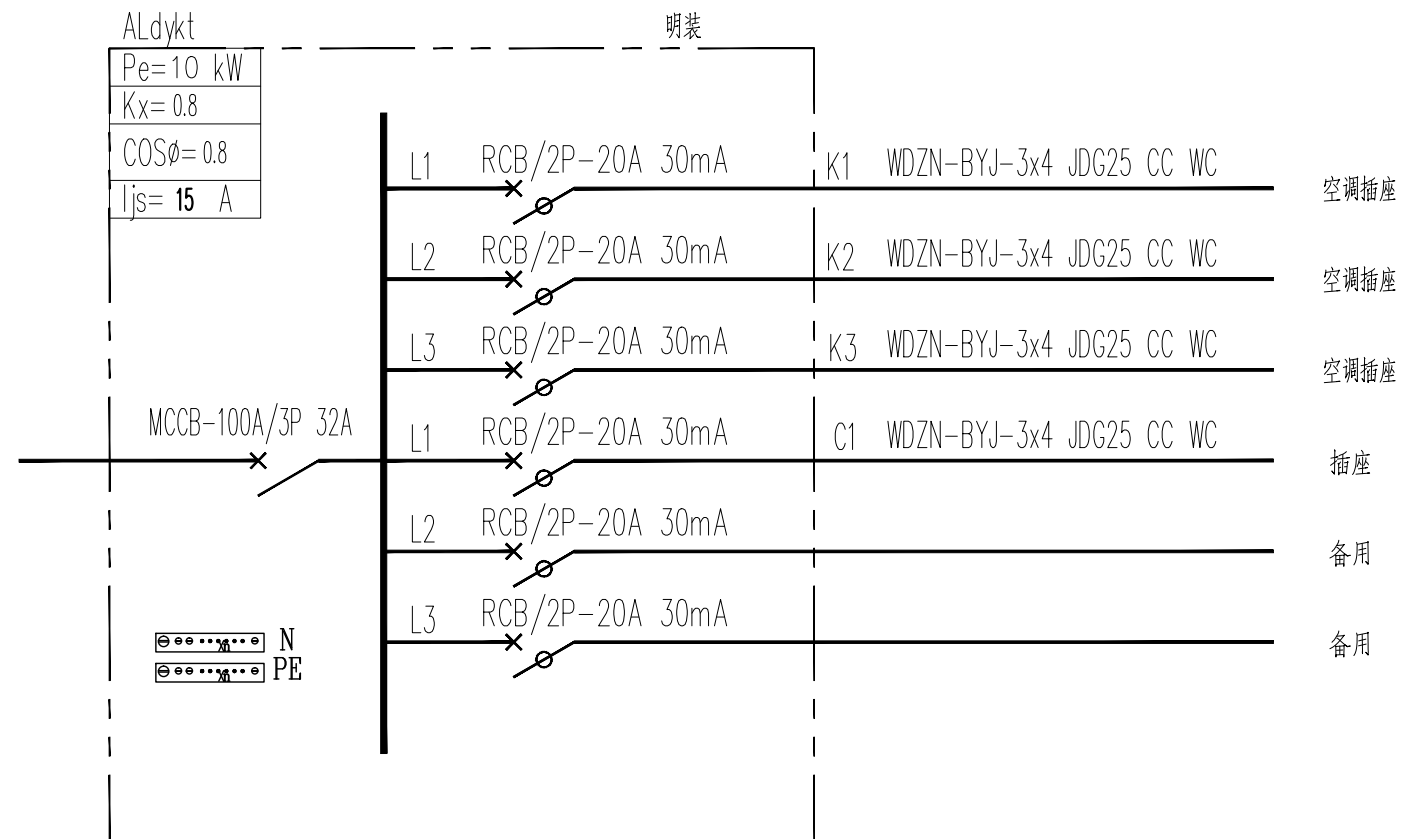 ALdykt
明装
Pe=10 kW
Kx=0.8
COSø=0.8
Ijs= 15 A
L1 RCB/2P-20A 30mA K1 WDZN-BYJ-3x4 JDG25 CC WC 空调插座
L2 RCB/2P-20A 30mA K2 WDZN-BYJ-3x4 JDG25 CC WC 空调插座
L3 RCB/2P-20A 30mA K3 WDZN-BYJ-3x4 JDG25 CC WC 空调插座
MCCB-100A/3P 32A
L1 RCB/2P-20A 30mA C1 WDZN-BYJ-3x4 JDG25 CC WC 插座
L2 RCB/2P-20A 30mA 备用
L3 RCB/2P-20A 30mA 备用
N
PE